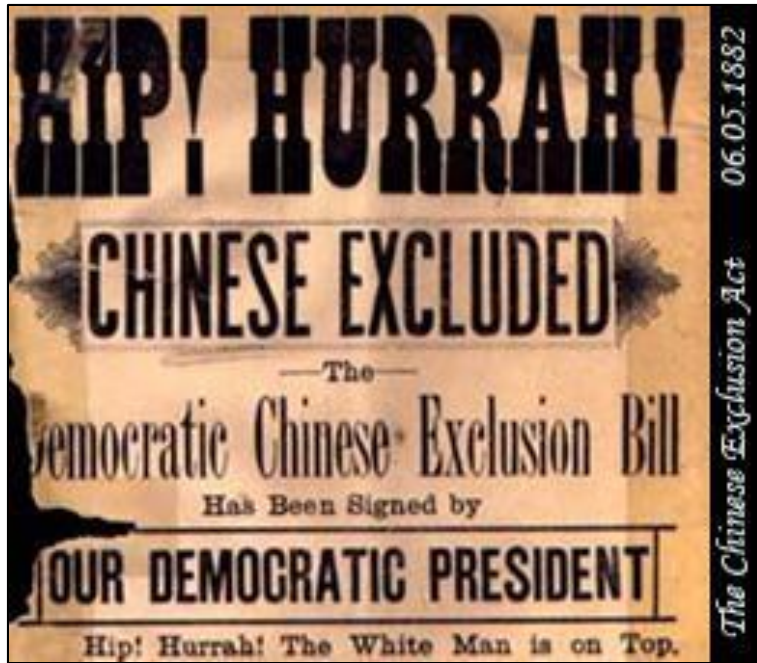 HIP! HURRAH!
CHINESE EXCLUDED
The
Democratic Chinese Exclusion Bill
Has Been Signed by
OUR DEMOCRATIC PRESIDENT
Hip! Hurrah! The White Man is on Top.
The Chinese Exclusion Act 06.05.1882